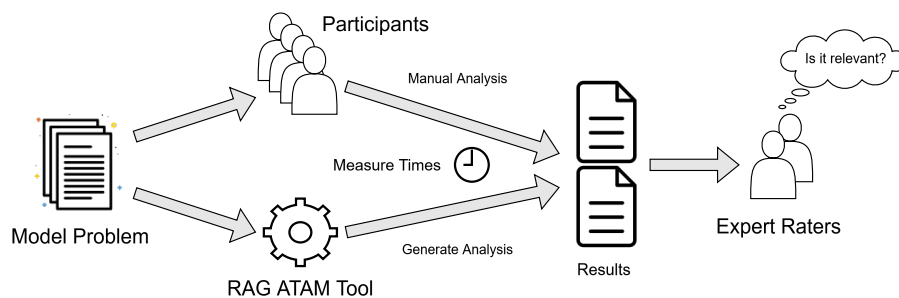 Participants
Is it relevant?
Manual Analysis
Measure Times
Model Problem
Expert Raters
Generate Analysis
Results
RAG ATAM Tool